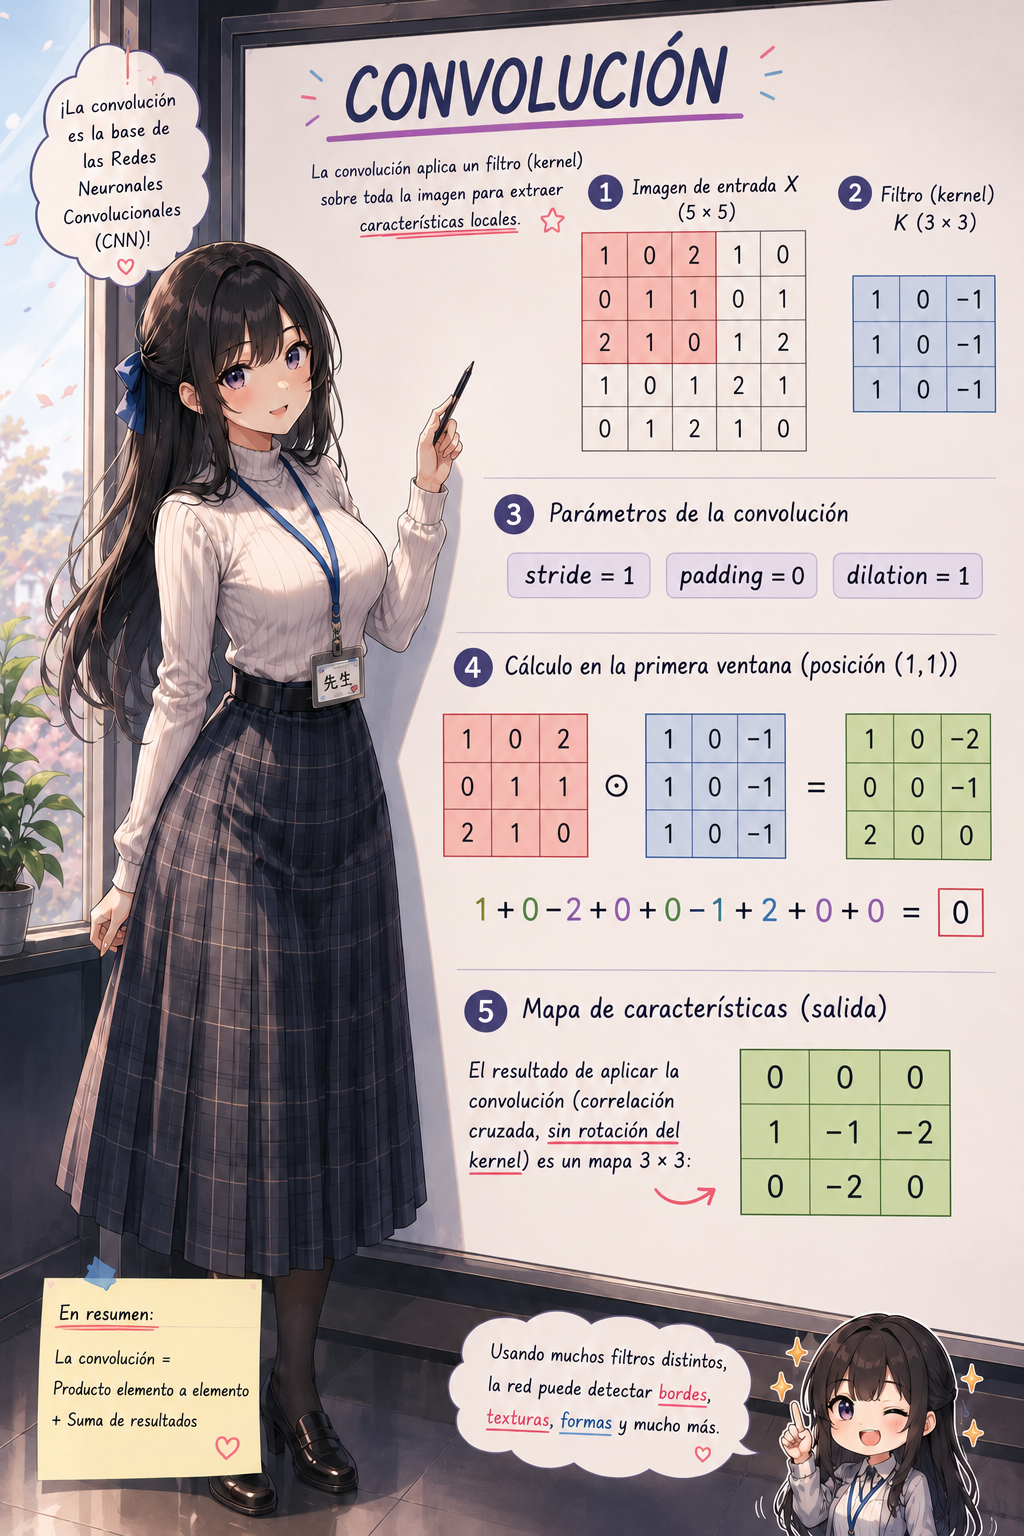 CONVOLUCIÓN
¡La convolución
es la base de
las Redes
Neuronales
Convolucionales
(CNN)!
La convolución aplica un filtro (kernel)
sobre toda la imagen para extraer
características locales.
1 Imagen de entrada X
(5 × 5)
1 0 2 1 0
0 1 1 0 1
2 1 0 1 2
1 0 1 2 1
0 1 2 1 0
2 Filtro (kernel)
K (3 × 3)
1 0 −1
1 0 −1
1 0 −1
3 Parámetros de la convolución
stride = 1 padding = 0 dilation = 1
4 Cálculo en la primera ventana (posición (1,1))
1 0 2 1 0 −1 1 0 −2
0 1 1 ⊙ 1 0 −1 = 0 0 −1
2 1 0 1 0 −1 2 0 0
1 + 0 − 2 + 0 + 0 − 1 + 2 + 0 + 0 = 0
先生
5 Mapa de características (salida)
El resultado de aplicar la
convolución (correlación
cruzada, sin rotación del
kernel) es un mapa 3 × 3:
0 0 0
1 −1 −2
0 −2 0
En resumen:
La convolución =
Producto elemento a elemento
+ Suma de resultados
Usando muchos filtros distintos,
la red puede detectar bordes,
texturas, formas y mucho más.